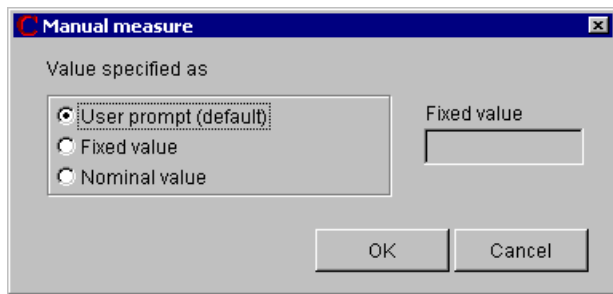 Manual measure
Value specified as
User prompt (default)
Fixed value
Nominal value
Fixed value
OK
Cancel